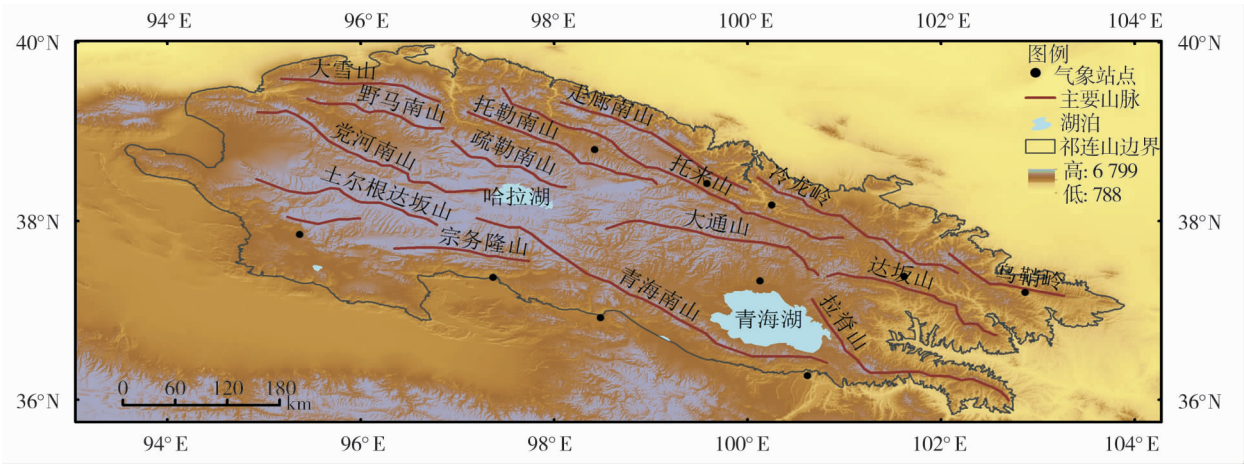 94° E 96° E 98° E 100° E 102° E 104° E
40° N 40° N
图例
气象站点
主要山脉
湖泊
祁连山边界
高: 6 799
低: 788
大雪山
野马南山
托勒南山
走廊南山
党河南山
疏勒南山
托来山
冷龙岭
土尔根达坂山
哈拉湖
大通山
38° N 38° N
宗务隆山
达坂山
乌鞘岭
青海南山
青海湖
拉脊山
0 60 120 180
km
36° N 36° N
94° E 96° E 98° E 100° E 102° E 104° E